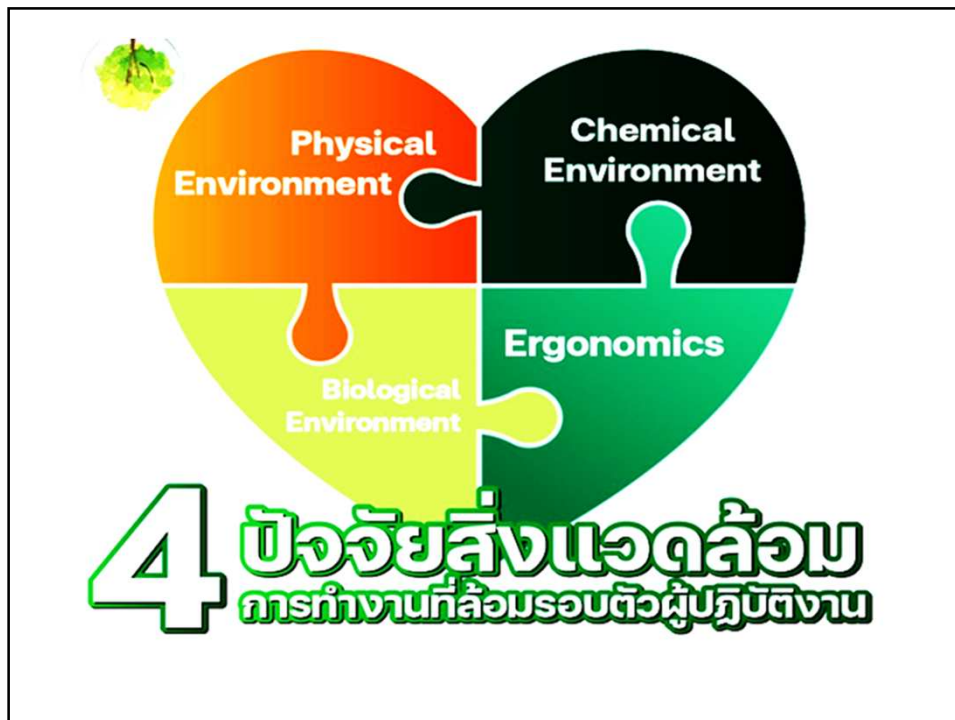 Physical
Environment
Chemical
Environment
Biological
Environment
Ergonomics
4 ปัจจัยสิ่งแวดล้อม
การทำงานที่ล้อมรอบตัวผู้ปฏิบัติงาน